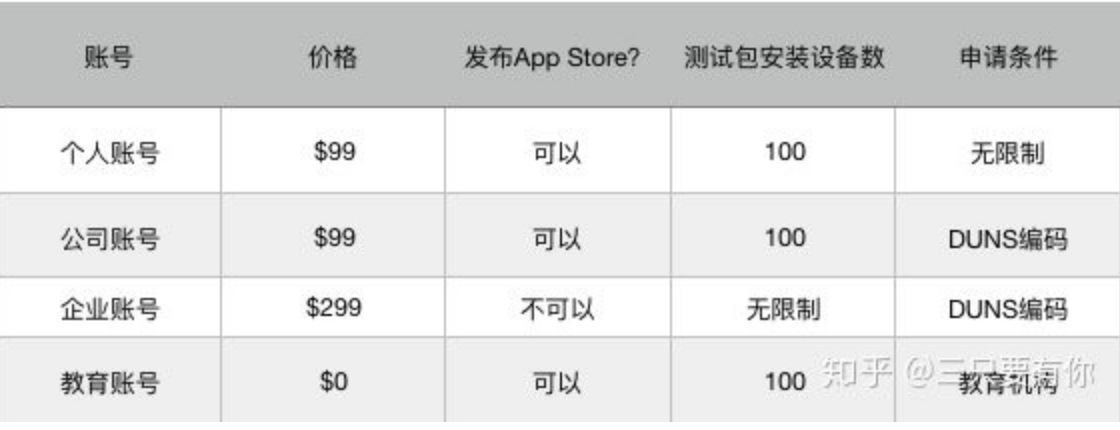 账号 价格 发布App Store? 测试包安装设备数 申请条件
个人账号 $99 可以 100 无限制
公司账号 $99 可以 100 DUNS编码
企业账号 $299 不可以 无限制 DUNS编码
教育账号 $0 可以 100 教育机构
知乎 @三只要有你